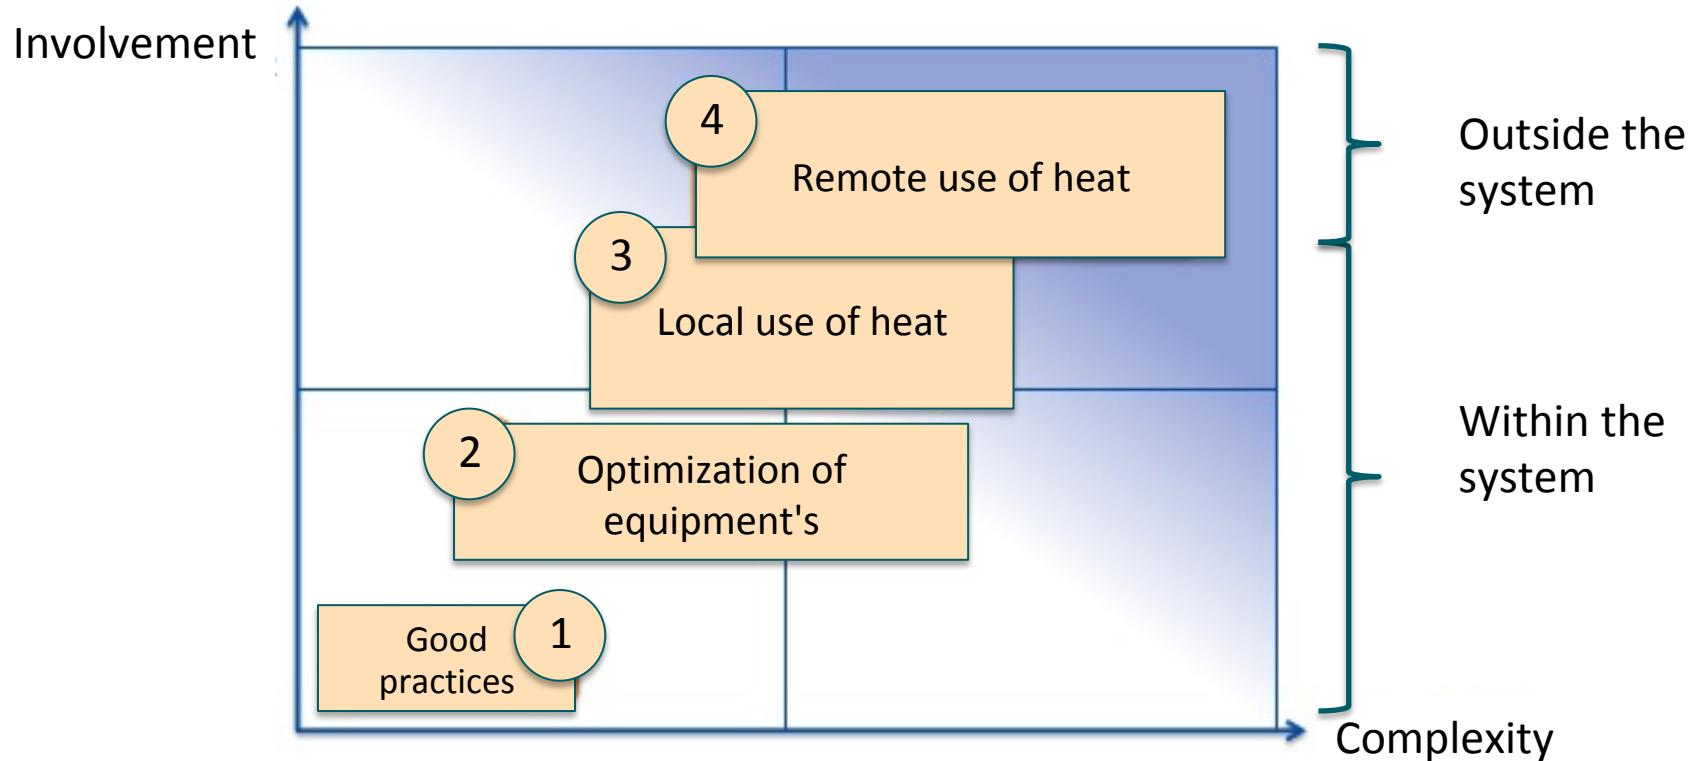 Involvement
4
Remote use of heat
Outside the
system
3
Local use of heat
2
Optimization of
equipment's
Within the
system
1
Good
practices
Complexity